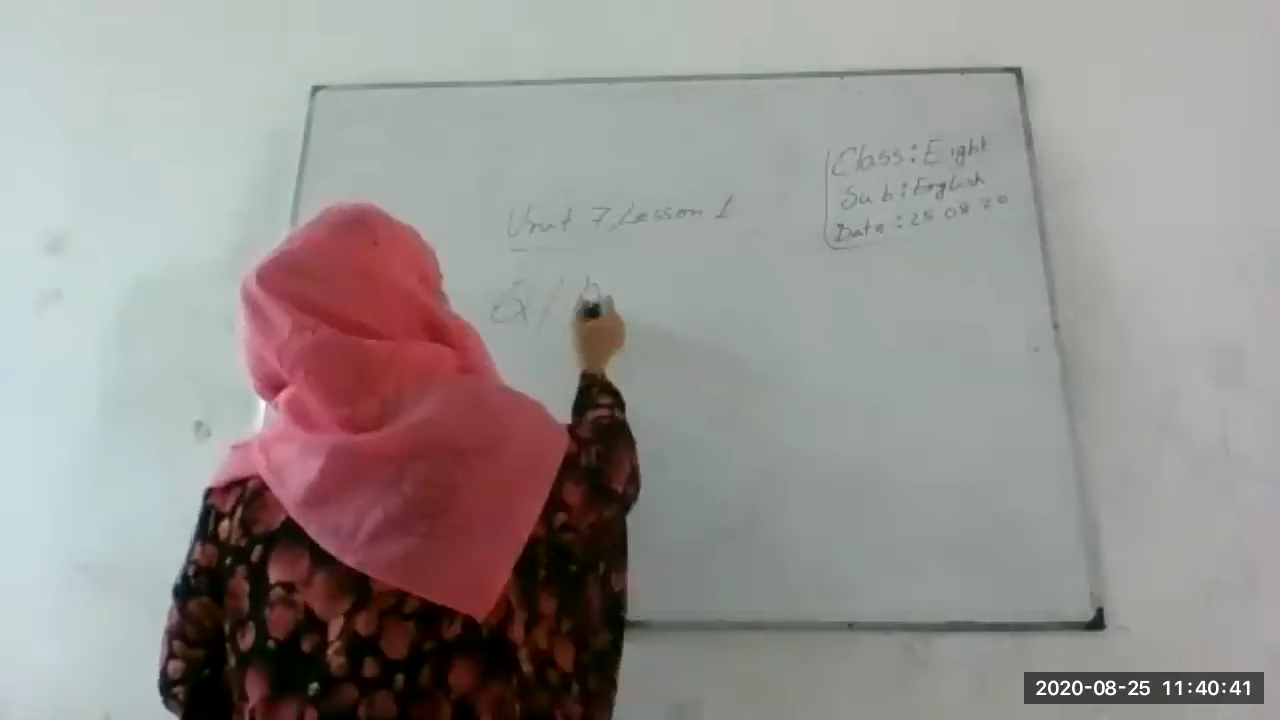 Unit 7, Lesson 1
Class: Eight
Sub: English
Date: 25 08 20
a /
2020-08-25 11:40:41